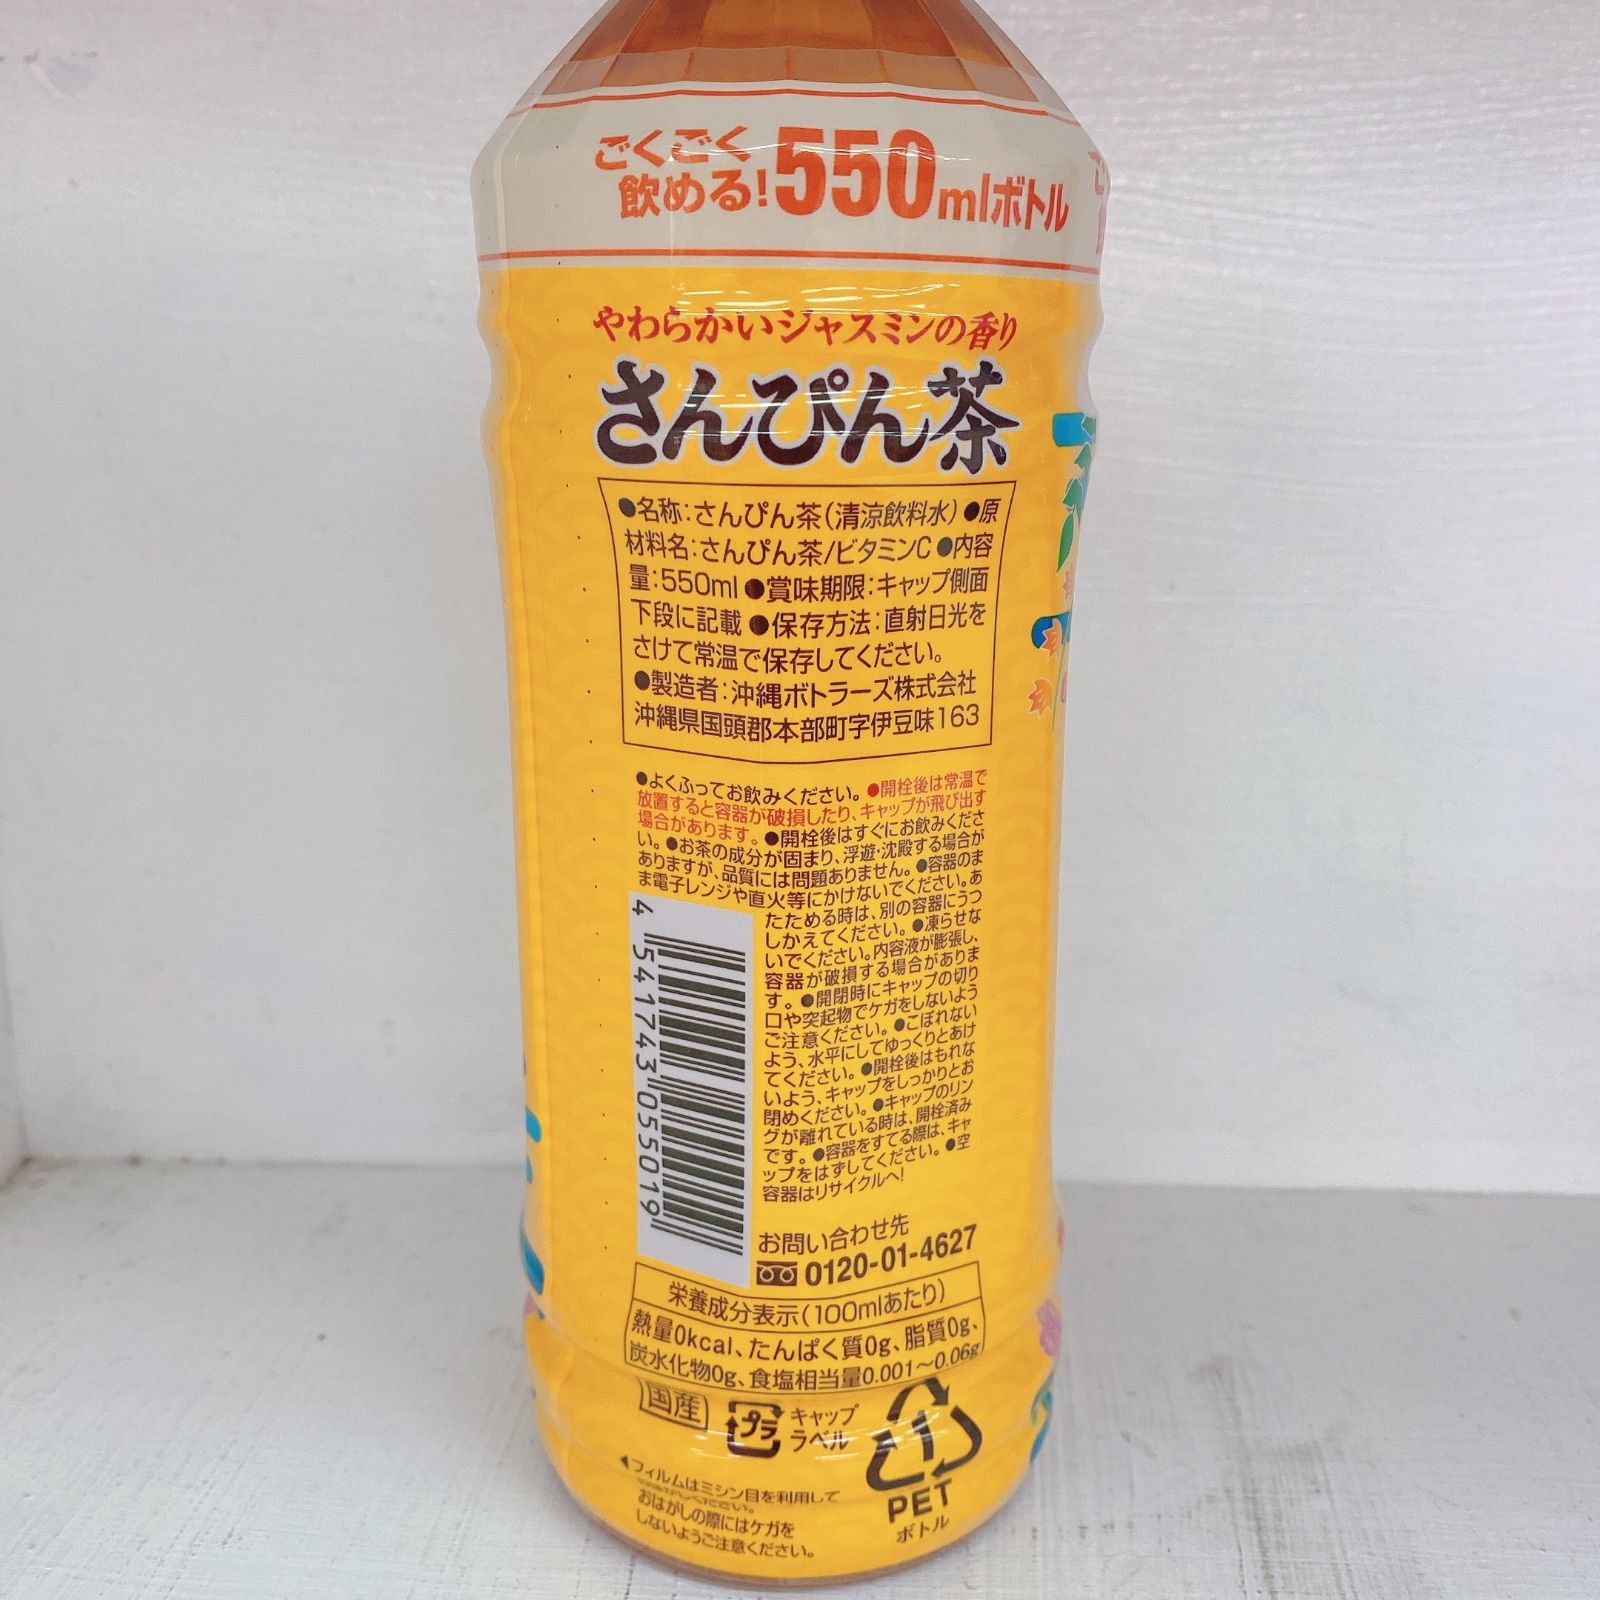 ごくごく
飲める!550mlボトル
やわらかいジャスミンの香り
さんぴん茶
●名称:さんぴん茶(清涼飲料水)●原
材料名:さんぴん茶/ビタミンC●内容
量:550ml●賞味期限:キャップ側面
下段に記載●保存方法:直射日光を
さけて常温で保存してください。
●製造者:沖縄ボトラーズ株式会社
沖縄県国頭郡本部町字伊豆味163
●よくふってお飲みください。●開栓後は常温で
放置すると容器が破損したり、キャップが飛び出す
場合があります。●開栓後はすぐにお飲みくださ
い。●お茶の成分が固まり、浮遊・沈殿する場合が
ありますが、品質には問題ありません。●容器のま
ま電子レンジや直火等にかけないでください。あ
たためる時は、別の容器にうつ
しかえてください。●凍らせな
いでください。内容液が膨張し、
容器が破損する場合がありま
す。●開閉時にキャップの切り
口や突起物でケガをしないよう
ご注意ください。●こぼれない
よう、水平にしてゆっくりとあけ
てください。●開栓後はもれな
いよう、キャップをしっかりとお
閉めください。●キャップのリン
グが離れている時は、開栓済み
です。●容器をすてる際は、キャ
ップをはずしてください。●空
容器はリサイクルへ!
4 541743 055019
お問い合わせ先
0120-01-4627
栄養成分表示(100mlあたり)
熱量0kcal、たんぱく質0g、脂質0g、
炭水化物0g、食塩相当量0.001〜0.06g
国産
プラ
キャップ
ラベル
1
PET
ボトル
フィルムはミシン目を利用して
おはがしの際にはケガを
しないようご注意ください。